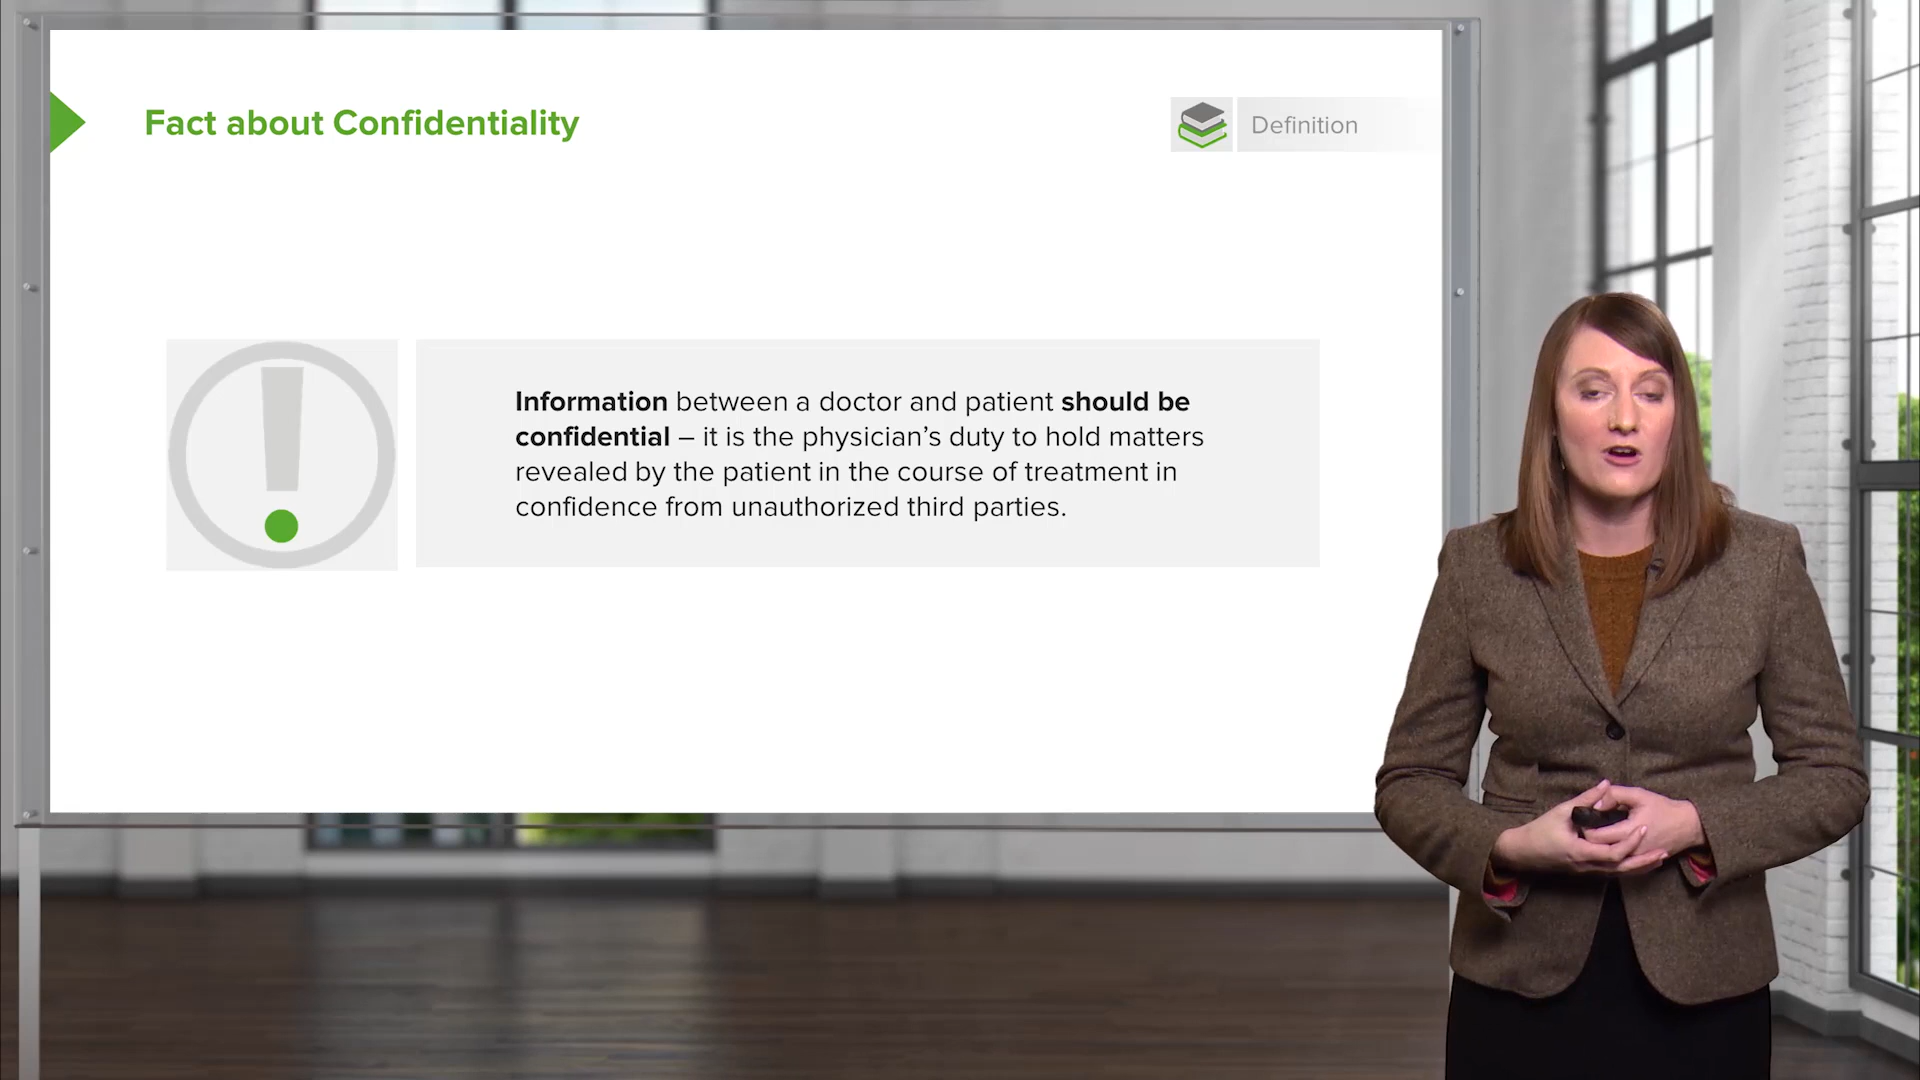 Fact about Confidentiality
Definition
Information between a doctor and patient should be
confidential – it is the physician’s duty to hold matters
revealed by the patient in the course of treatment in
confidence from unauthorized third parties.